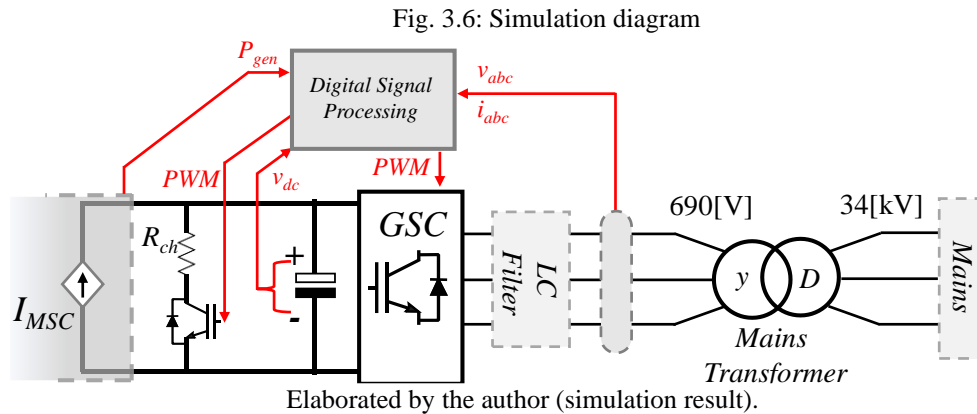 Fig. 3.6: Simulation diagram
P_gen
Digital Signal
Processing
v_abc
i_abc
PWM
v_dc
PWM
690[V]
34[kV]
R_ch
GSC
I_MSC
+
-
LC
Filter
y
D
Mains
Mains
Transformer
Elaborated by the author (simulation result).